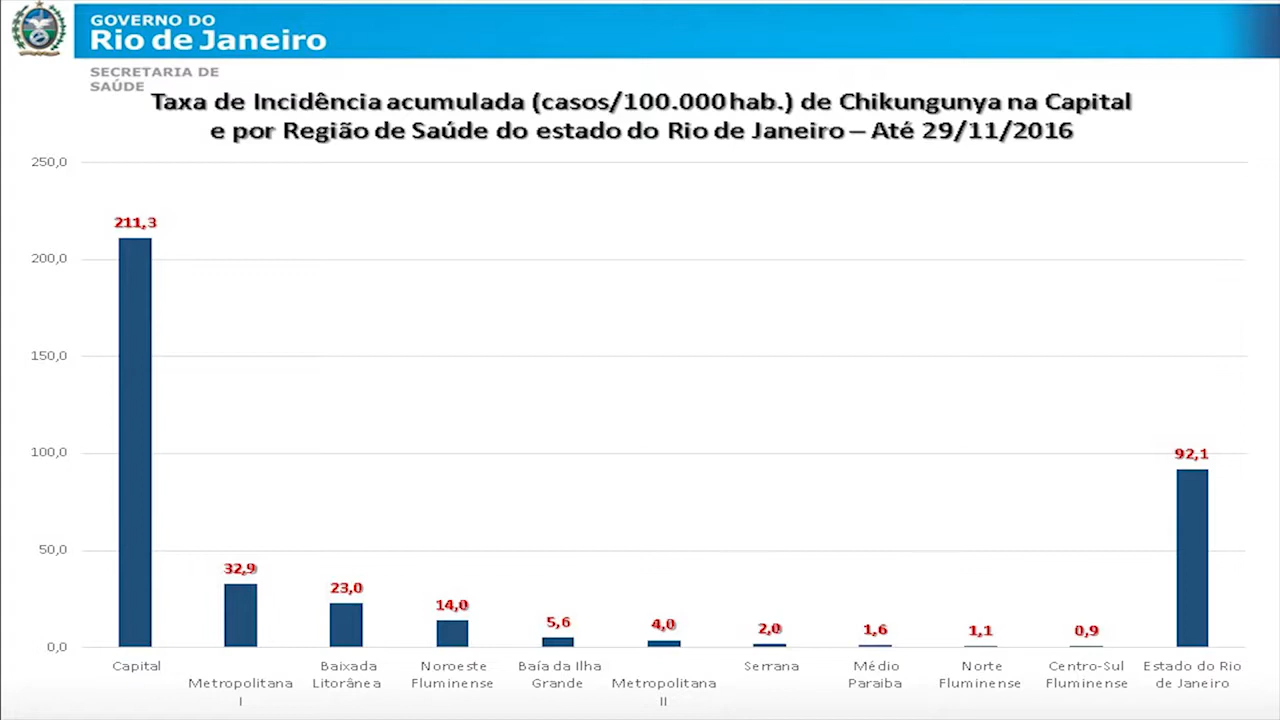 GOVERNO DO
Rio de Janeiro
SECRETARIA DE
SAÚDE
Taxa de Incidência acumulada (casos/100.000 hab.) de Chikungunya na Capital
e por Região de Saúde do estado do Rio de Janeiro – Até 29/11/2016
250,0
200,0
150,0
100,0
50,0
0,0
211,3
32,9
23,0
14,0
5,6
4,0
2,0
1,6
1,1
0,9
92,1
Capital
Metropolitana
I
Baixada
Litorânea
Noroeste
Fluminense
Baía da Ilha
Grande
Metropolitana
II
Serrana
Médio
Paraiba
Norte
Fluminense
Centro-Sul
Fluminense
Estado do Rio
de Janeiro